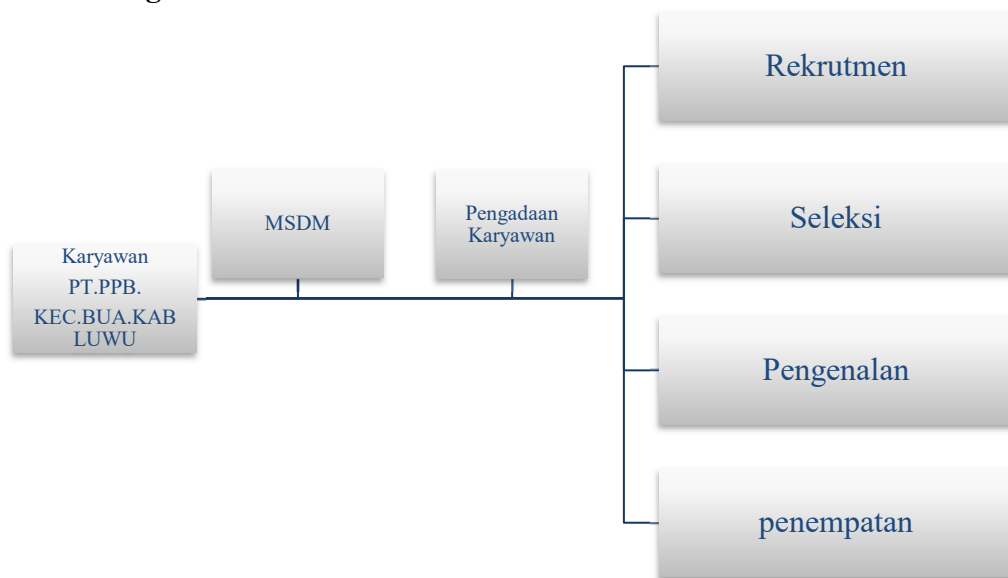 Karyawan
PT.PPB.
KEC.BUA.KAB
LUWU
MSDM
Pengadaan
Karyawan
Rekrutmen
Seleksi
Pengenalan
penempatan